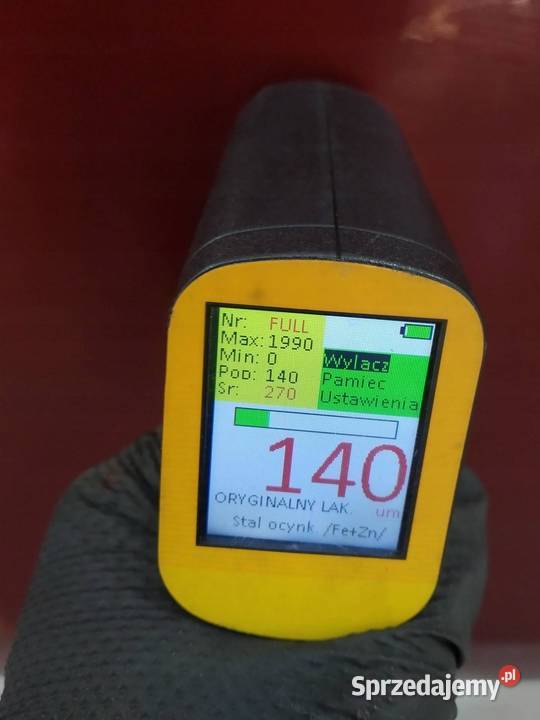 Nr: FULL
Max: 1990
Min: 0
Pop: 140
Sr: 270
Wylacz
Pamiec
Ustawienia
140
um
ORYGINALNY LAK.
Stal ocynk. /Fe+Zn/
Sprzedajemy.pl